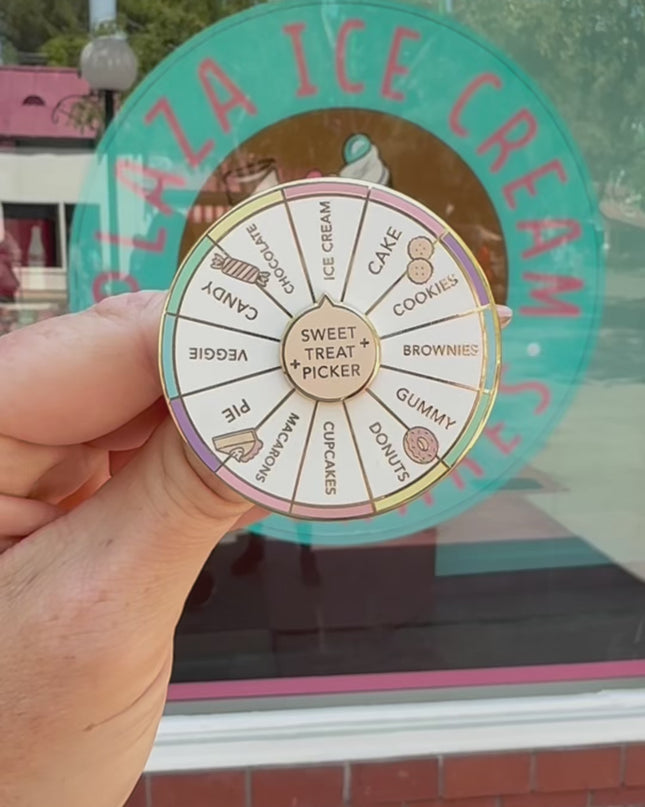 PLAZA ICE CREAM
SWEET
TREAT
PICKER
ICE CREAM
CAKE
COOKIES
BROWNIES
GUMMY
DONUTS
CUPCAKES
MACARONS
PIE
VEGGIE
CANDY
CHOCOLATE